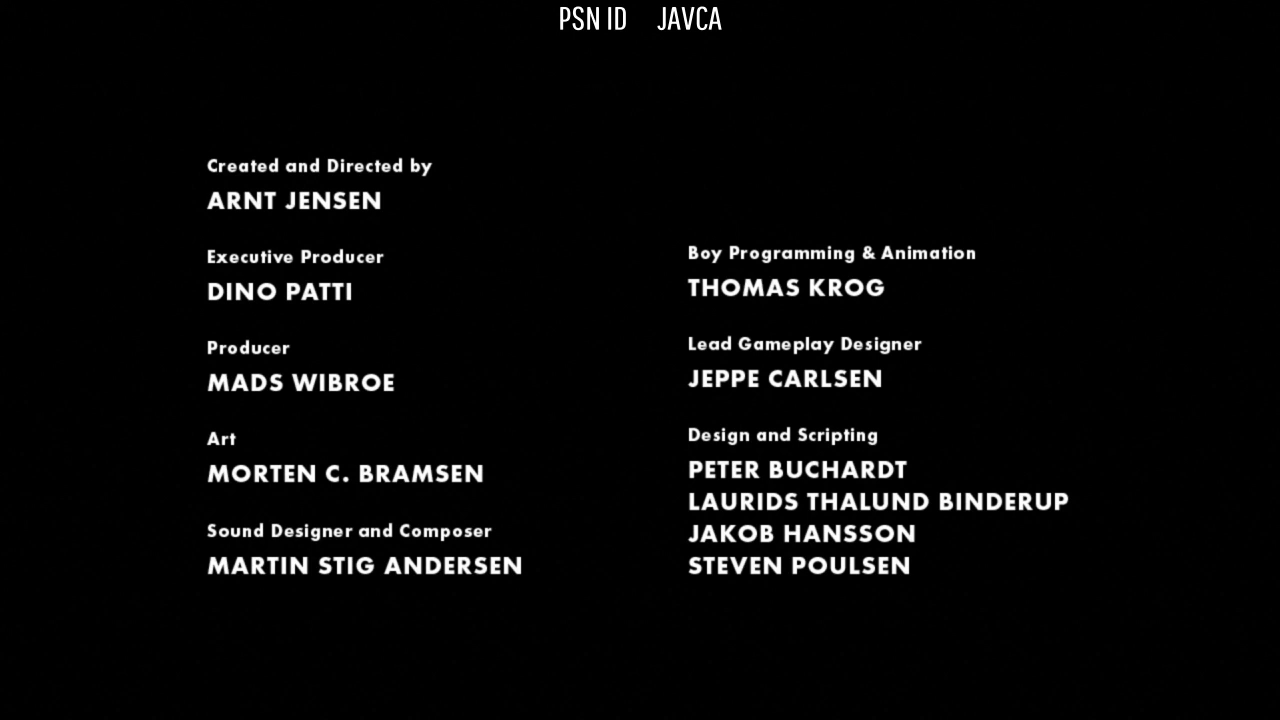 PSN ID JAVCA
Created and Directed by
ARNT JENSEN
Executive Producer
DINO PATTI
Producer
MADS WIBROE
Art
MORTEN C. BRAMSEN
Sound Designer and Composer
MARTIN STIG ANDERSEN
Boy Programming & Animation
THOMAS KROG
Lead Gameplay Designer
JEPPE CARLSEN
Design and Scripting
PETER BUCHARDT
LAURIDS THALUND BINDERUP
JAKOB HANSSON
STEVEN POULSEN